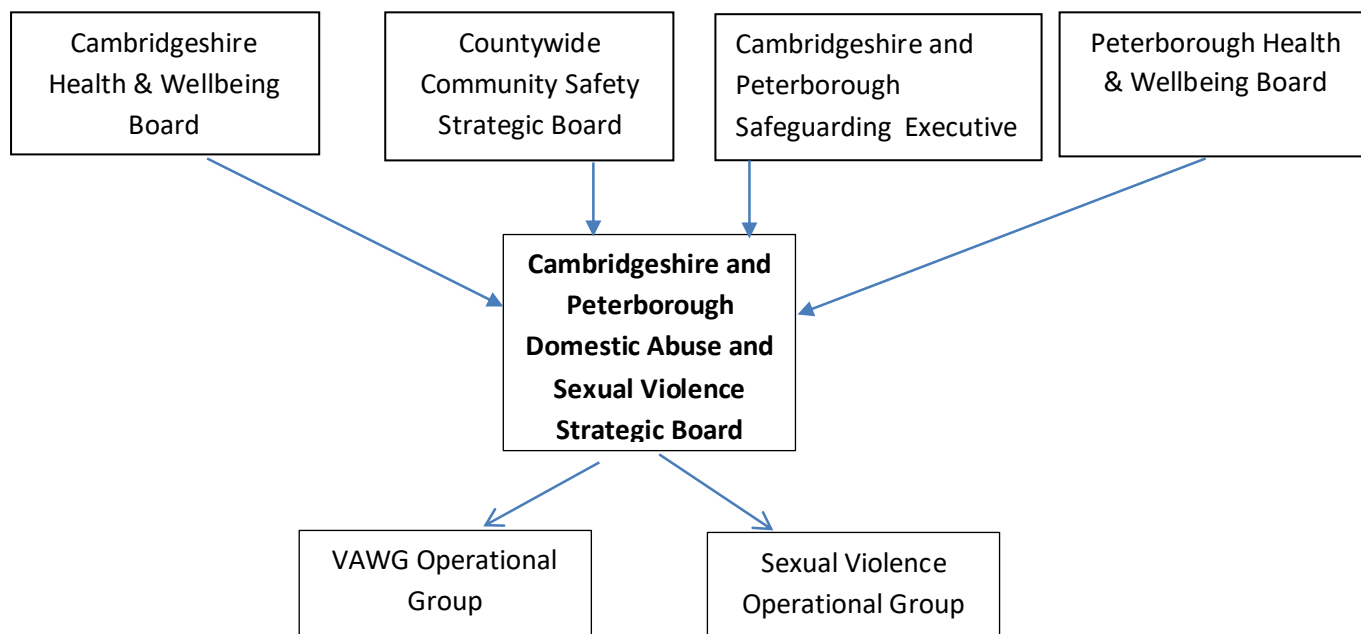 Cambridgeshire
Health & Wellbeing
Board
Countywide
Community Safety
Strategic Board
Cambridgeshire and
Peterborough
Safeguarding Executive
Peterborough Health
& Wellbeing Board
Cambridgeshire and
Peterborough
Domestic Abuse and
Sexual Violence
Strategic Board
VAWG Operational
Group
Sexual Violence
Operational Group